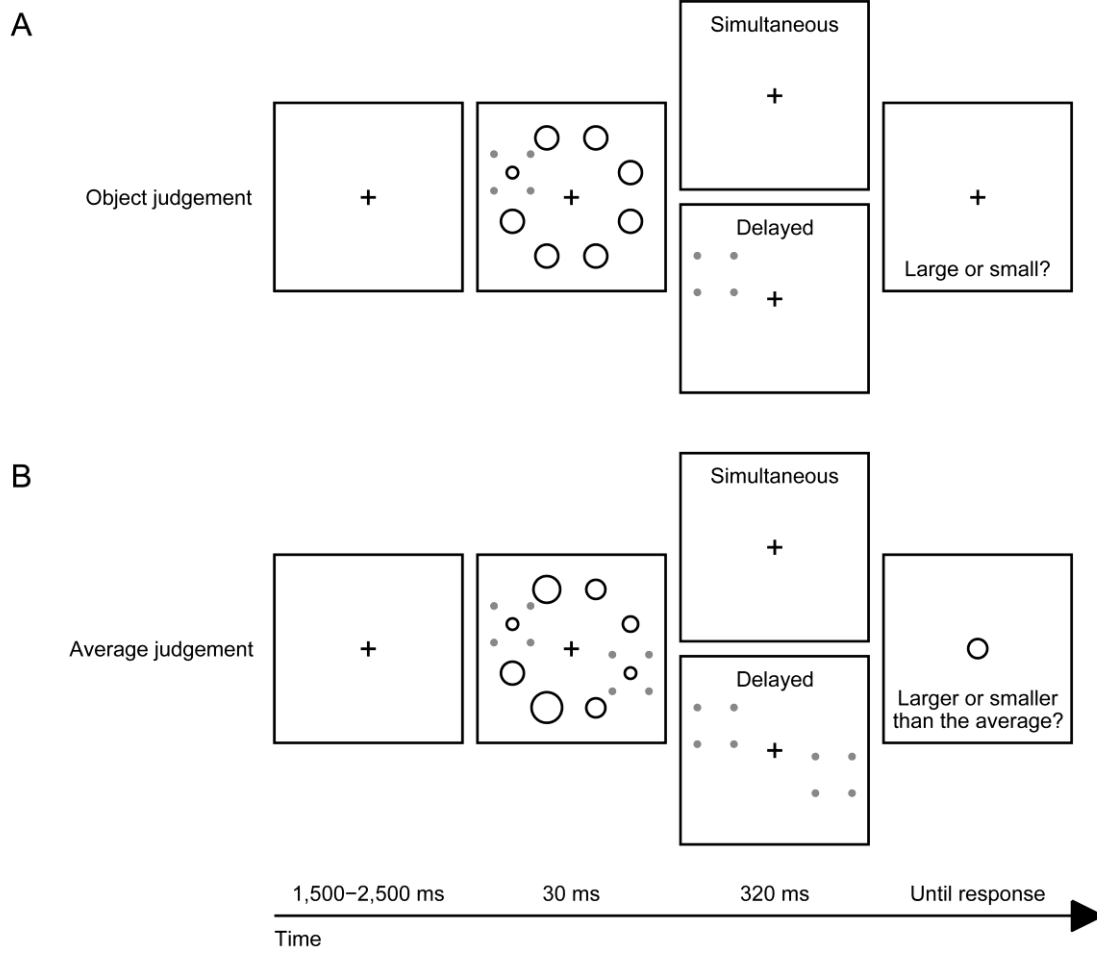 A
Simultaneous
Object judgement
Delayed
Large or small?
B
Simultaneous
Average judgement
Delayed
Larger or smaller
than the average?
1,500−2,500 ms
30 ms
320 ms
Until response
Time